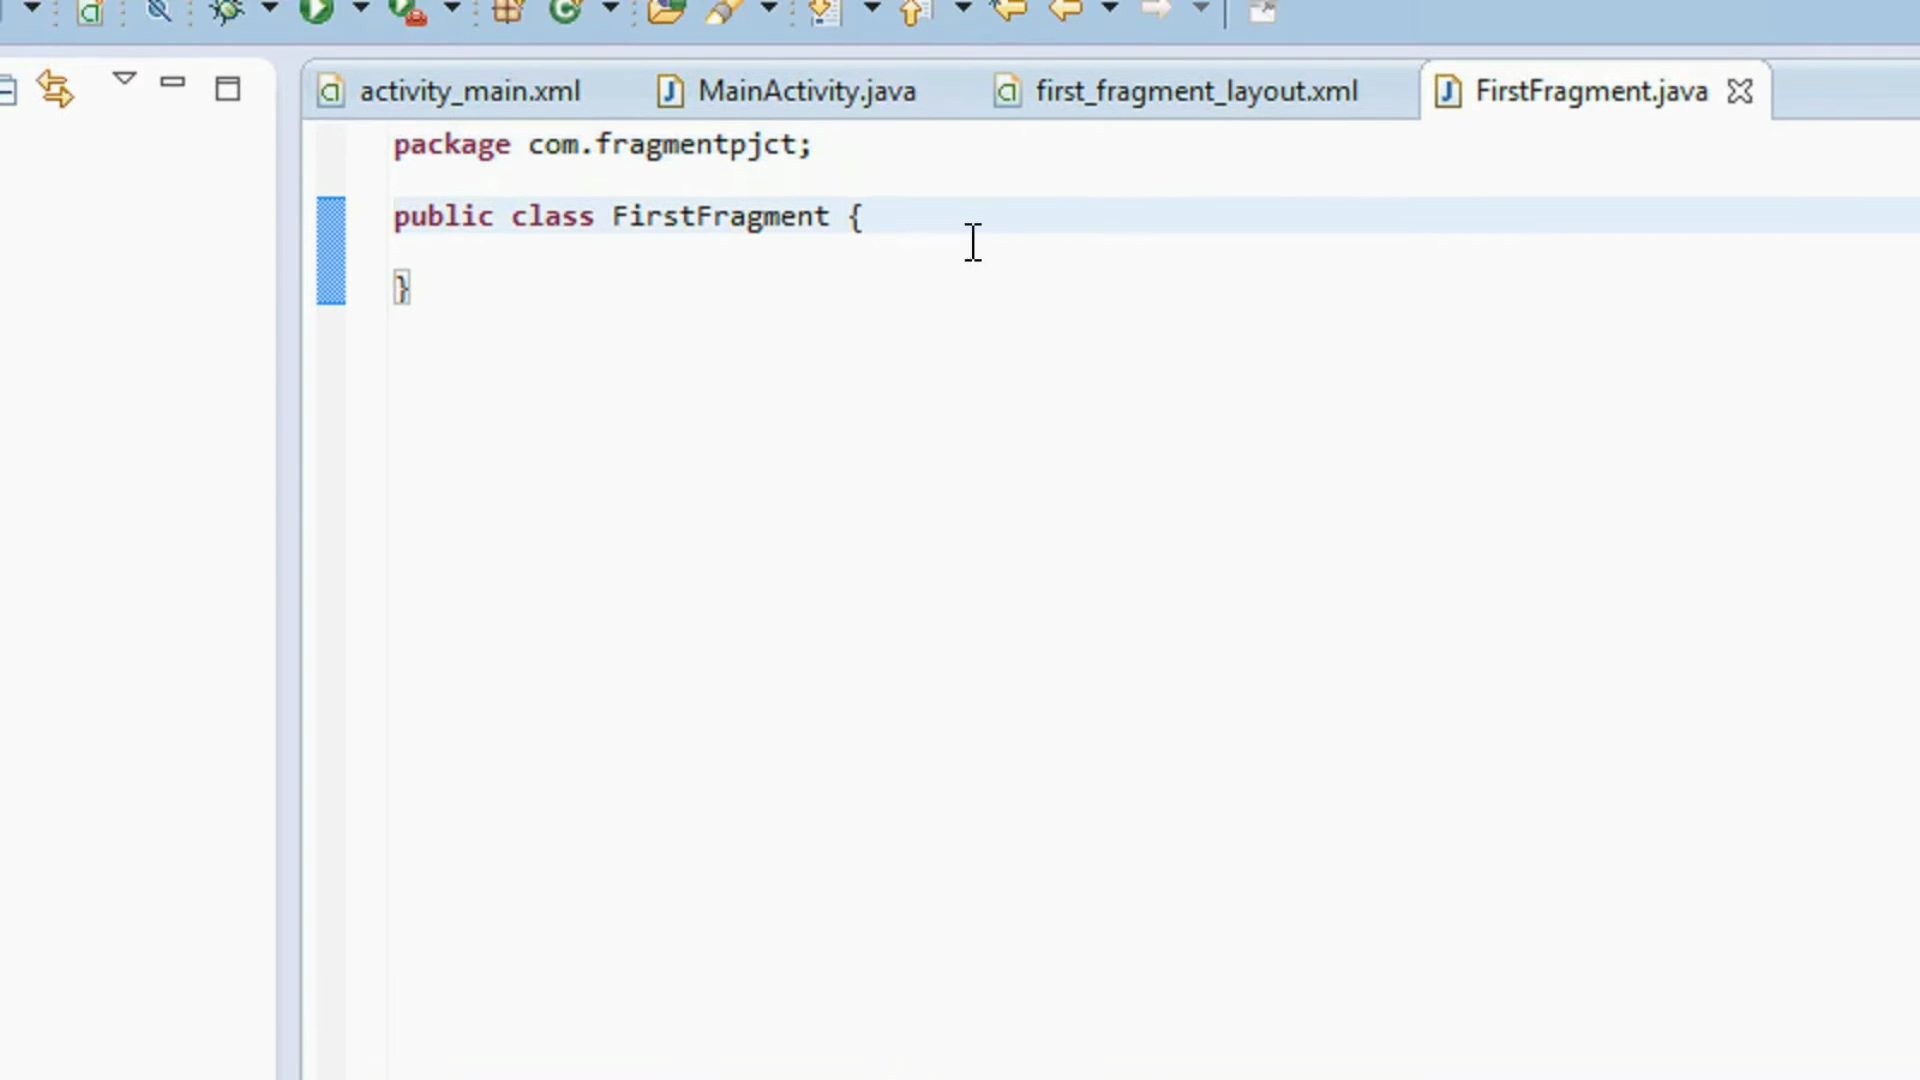 activity_main.xml MainActivity.java first_fragment_layout.xml FirstFragment.java
package com.fragmentpjct;
public class FirstFragment {
}